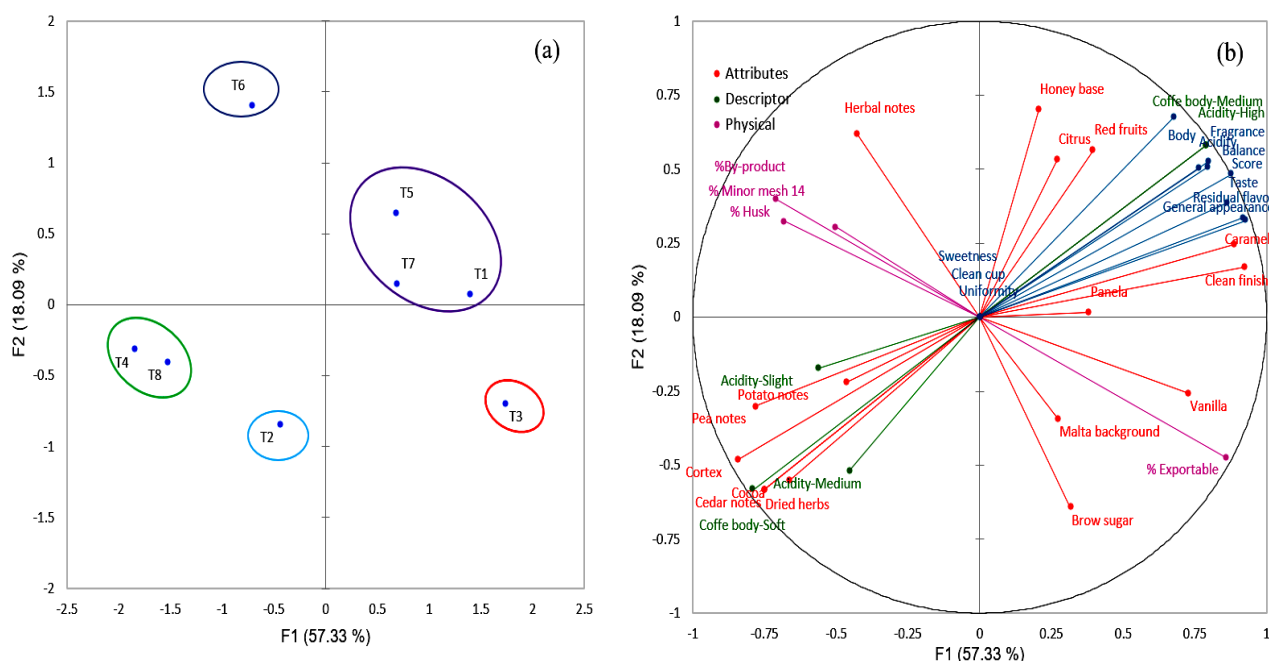 (a)
2
1.5
1
0.5
0
-0.5
-1
-1.5
-2
-2.5
-2
-1.5
-1
-0.5
0
0.5
1
1.5
2
2.5
F2 (18.09 %)
F1 (57.33 %)
T6
T5
T7
T1
T4
T8
T2
T3
(b)
Attributes
Descriptor
Physical
1
0.75
0.5
0.25
0
-0.25
-0.5
-0.75
-1
-1
-0.75
-0.5
-0.25
0
0.25
0.5
0.75
1
F2 (18.09 %)
F1 (57.33 %)
Herbal notes
Honey base
Citrus
Red fruits
Coffe body-Medium
Acidity-High
Body
Acidity
Fragrance
Balance
Score
Taste
Residual flavo
General appearanc
Caramel
Clean finish
Panela
%By-product
% Minor mesh 14
% Husk
Sweetness
Clean cup
Uniformity
Acidity-Slight
Potato notes
Pea notes
Cortex
Cocoa
Cedar notes
Dried herbs
Acidity-Medium
Coffe body-Soft
Vanilla
Malta background
% Exportable
Brow sugar